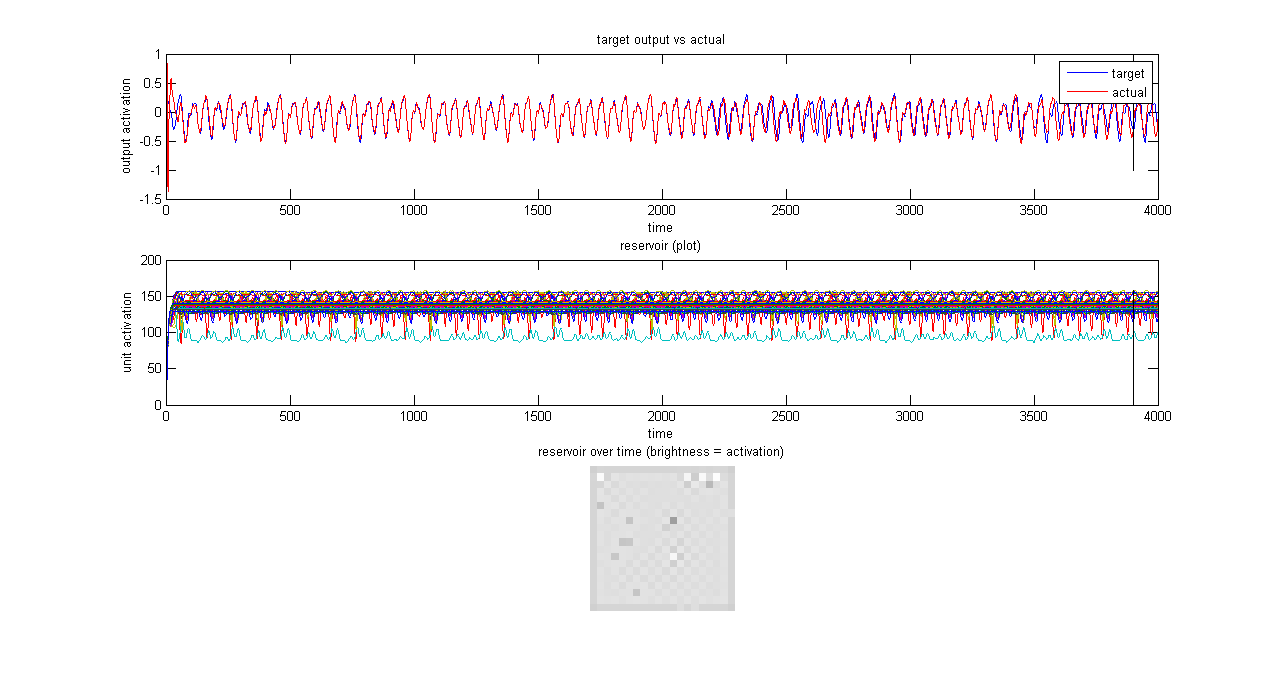 target output vs actual
1
0.5
0
-0.5
-1
-1.5
output activation
target
actual
0 500 1000 1500 2000 2500 3000 3500 4000
time
reservoir (plot)
200
150
100
50
0
unit activation
0 500 1000 1500 2000 2500 3000 3500 4000
time
reservoir over time (brightness = activation)